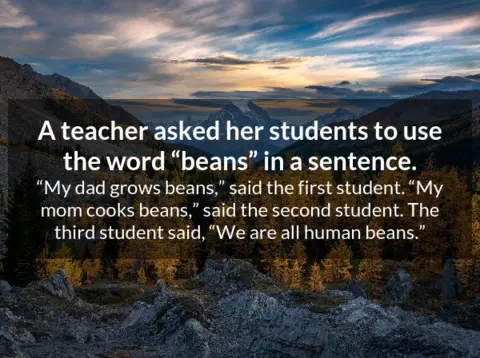 A teacher asked her students to use
the word “beans” in a sentence.
“My dad grows beans,” said the first student. “My
mom cooks beans,” said the second student. The
third student said, “We are all human beans.”